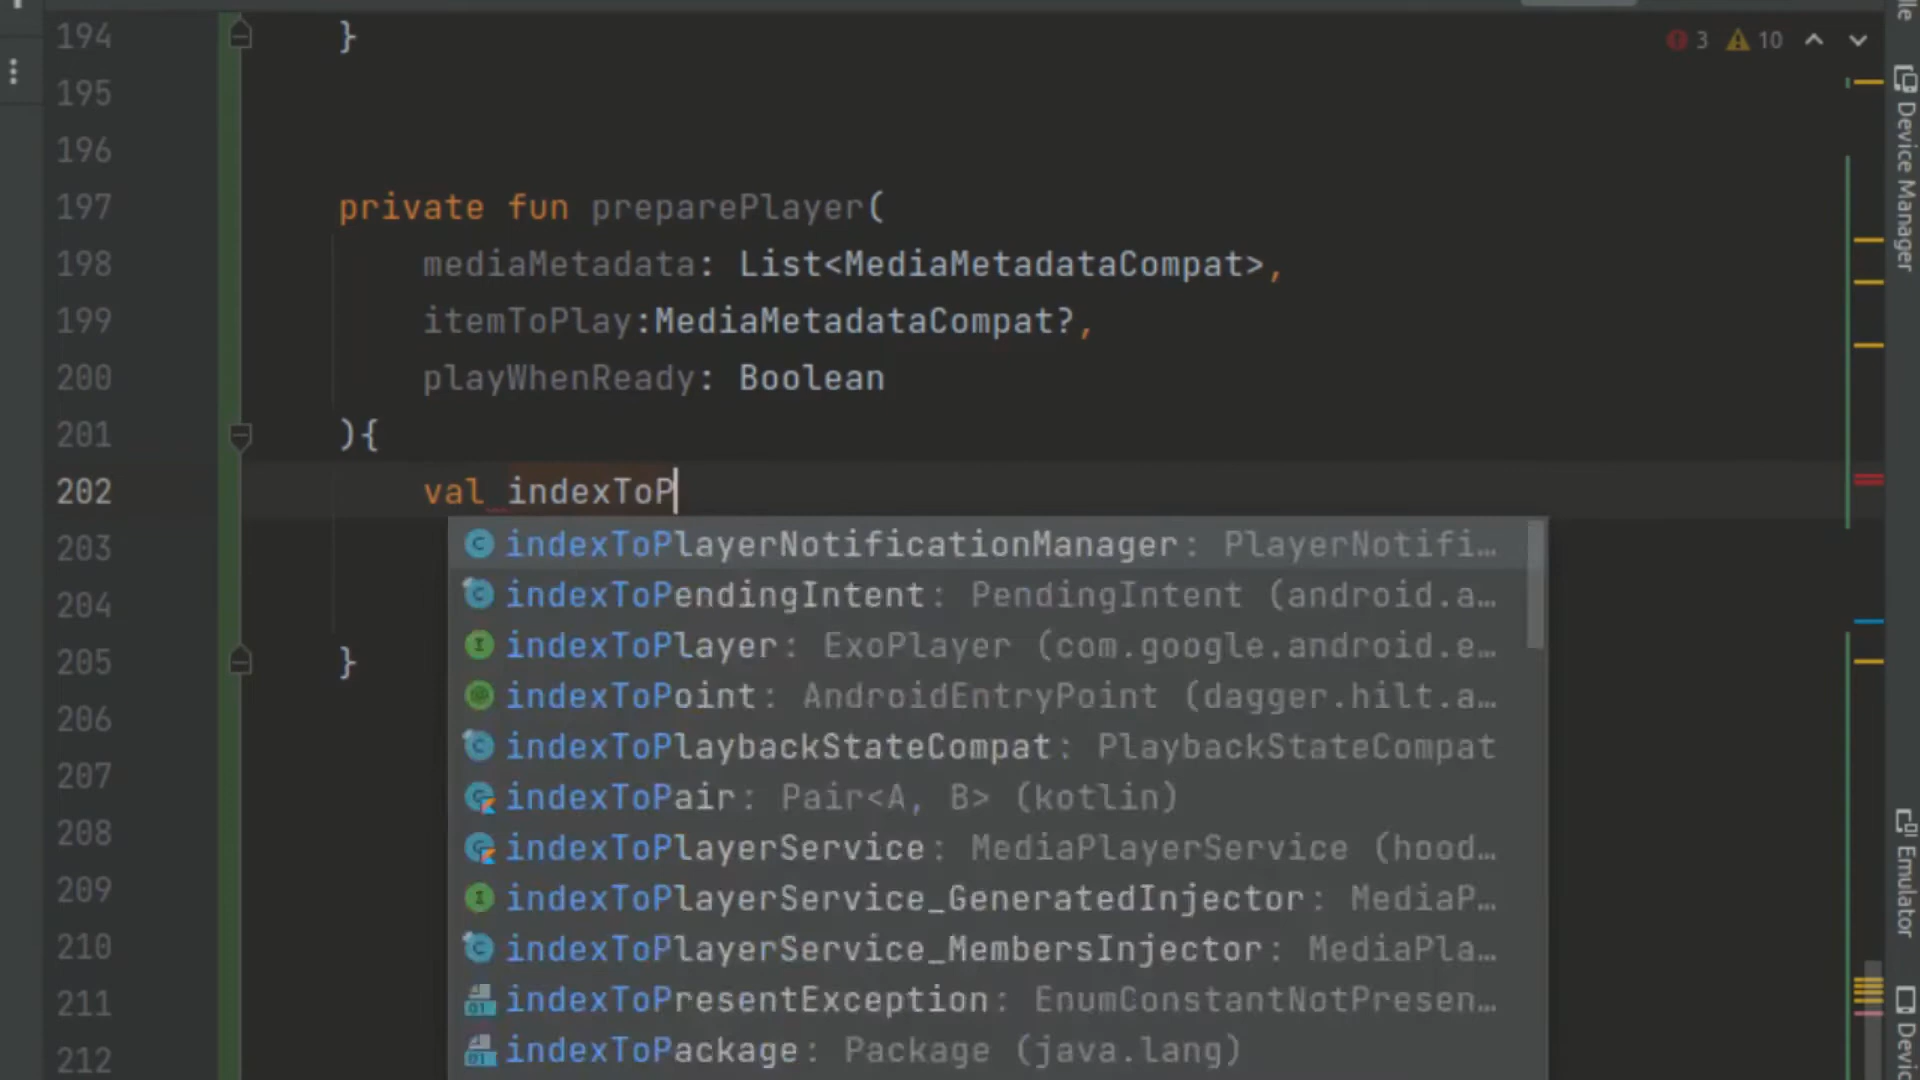 194 }
3 10
195
196
197 private fun preparePlayer(
198 mediaMetadata: List<MediaMetadataCompat>,
199 itemToPlay:MediaMetadataCompat?,
200 playWhenReady: Boolean
201 ){
202 val indexToP
203
204
205 }
206
207
208
209
210
211
212
indexToPlayerNotificationManager: PlayerNotifi…
indexToPendingIntent: PendingIntent (android.a…
indexToPlayer: ExoPlayer (com.google.android.e…
indexToPoint: AndroidEntryPoint (dagger.hilt.a…
indexToPlaybackStateCompat: PlaybackStateCompat
indexToPair: Pair<A, B> (kotlin)
indexToPlayerService: MediaPlayerService (hood…
indexToPlayerService_GeneratedInjector: MediaP…
indexToPlayerService_MembersInjector: MediaPla…
indexToPresentException: EnumConstantNotPresen…
indexToPackage: Package (java.lang)
Device Manager
Emulator